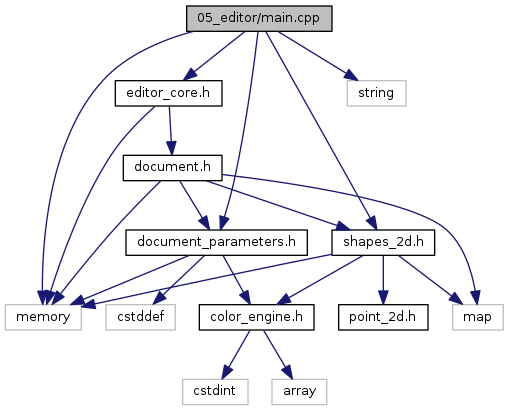 05_editor/main.cpp
editor_core.h
string
document.h
document_parameters.h
shapes_2d.h
memory
cstddef
color_engine.h
point_2d.h
map
cstdint
array